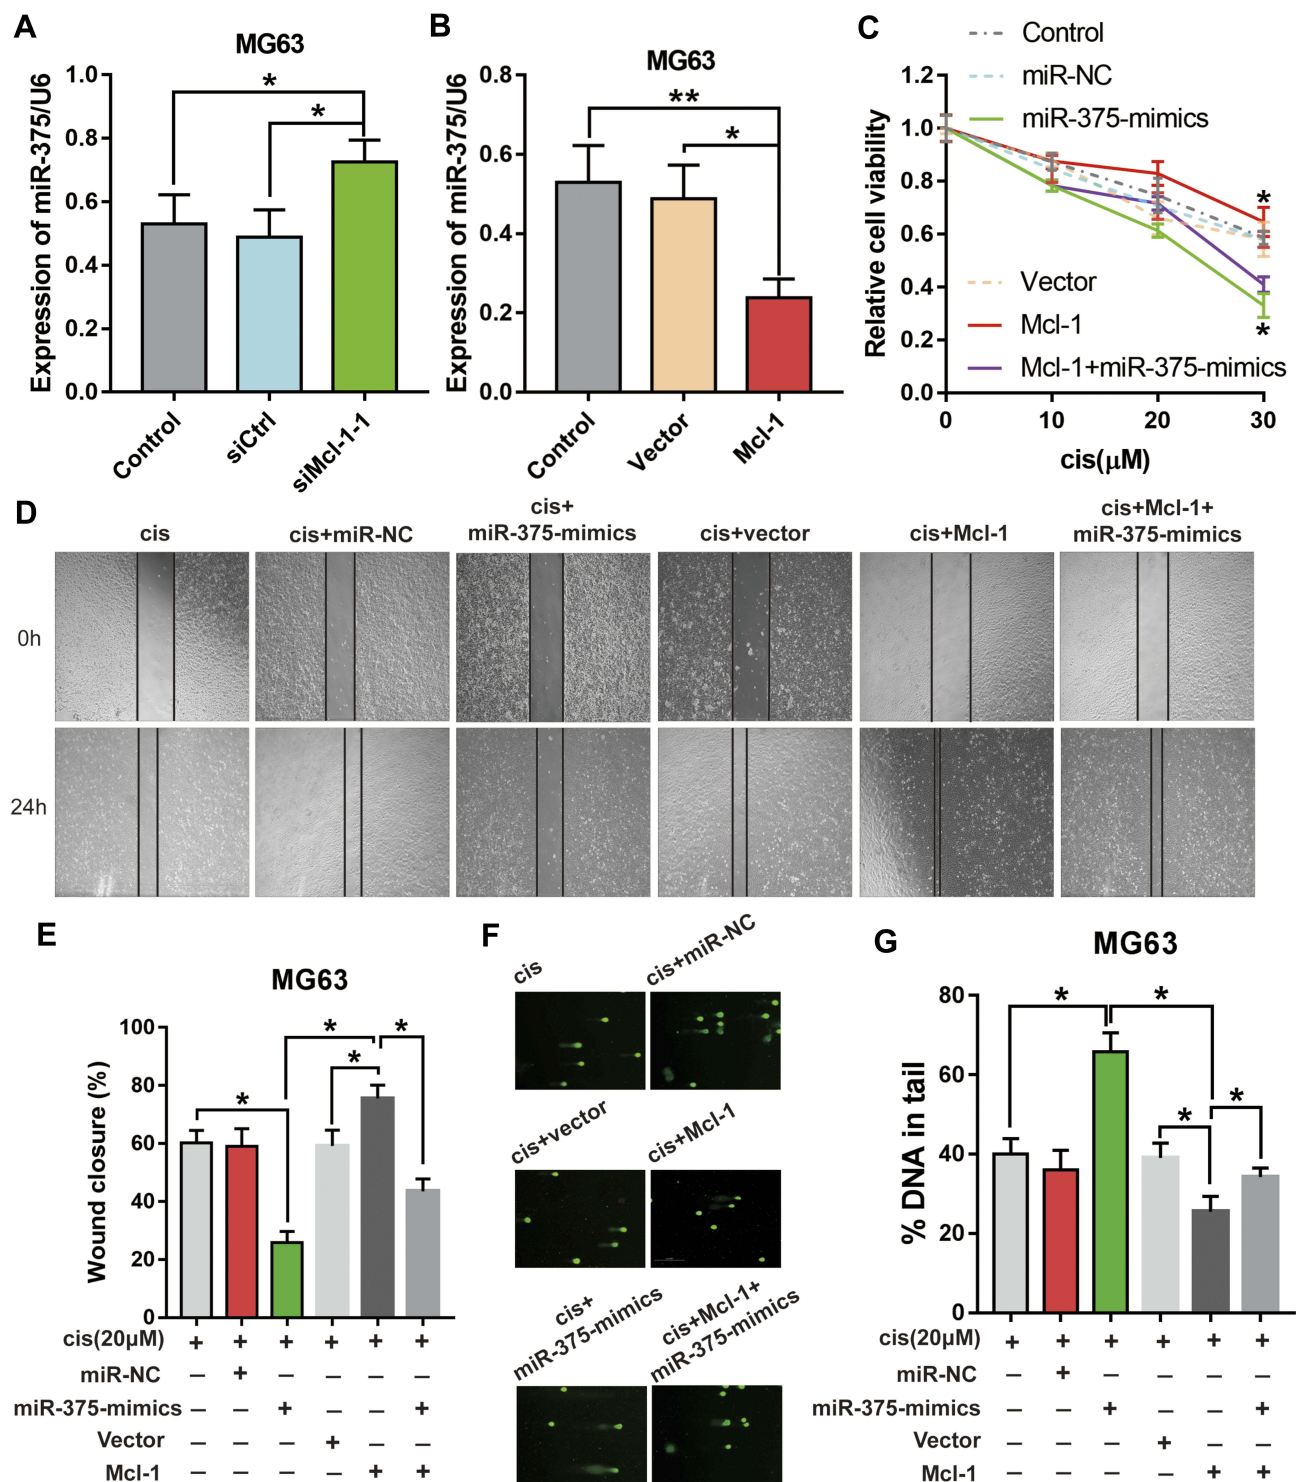 A
MG63
Expression of miR-375/U6
1.0
0.8
0.6
0.4
0.2
0.0
*
*
Control
siCtrl
siMcl-1-1
B
MG63
Expression of miR-375/U6
0.8
0.6
0.4
0.2
0.0
**
*
Control
Vector
Mcl-1
C
Control
miR-NC
miR-375-mimics
Relative cell viability
1.2
1.0
0.8
0.6
0.4
0.2
0.0
*
*
Vector
Mcl-1
Mcl-1+miR-375-mimics
0 10 20 30
cis(μM)
D
cis
cis+miR-NC
cis+
miR-375-mimics
cis+vector
cis+Mcl-1
cis+Mcl-1+
miR-375-mimics
0h
24h
E
MG63
Wound closure (%)
100
80
60
40
20
0
*
*
*
*
cis(20μM) + + + + + +
miR-NC – + – – – –
miR-375-mimics – – + – – +
Vector – – – + – –
Mcl-1 – – – – + +
F
cis
cis+miR-NC
cis+vector
cis+Mcl-1
cis+
miR-375-mimics
cis+Mcl-1+
miR-375-mimics
G
MG63
% DNA in tail
80
60
40
20
0
*
*
*
*
cis(20μM) + + + + + +
miR-NC – + – – – –
miR-375-mimics – – + – – +
Vector – – – + – –
Mcl-1 – – – – + +